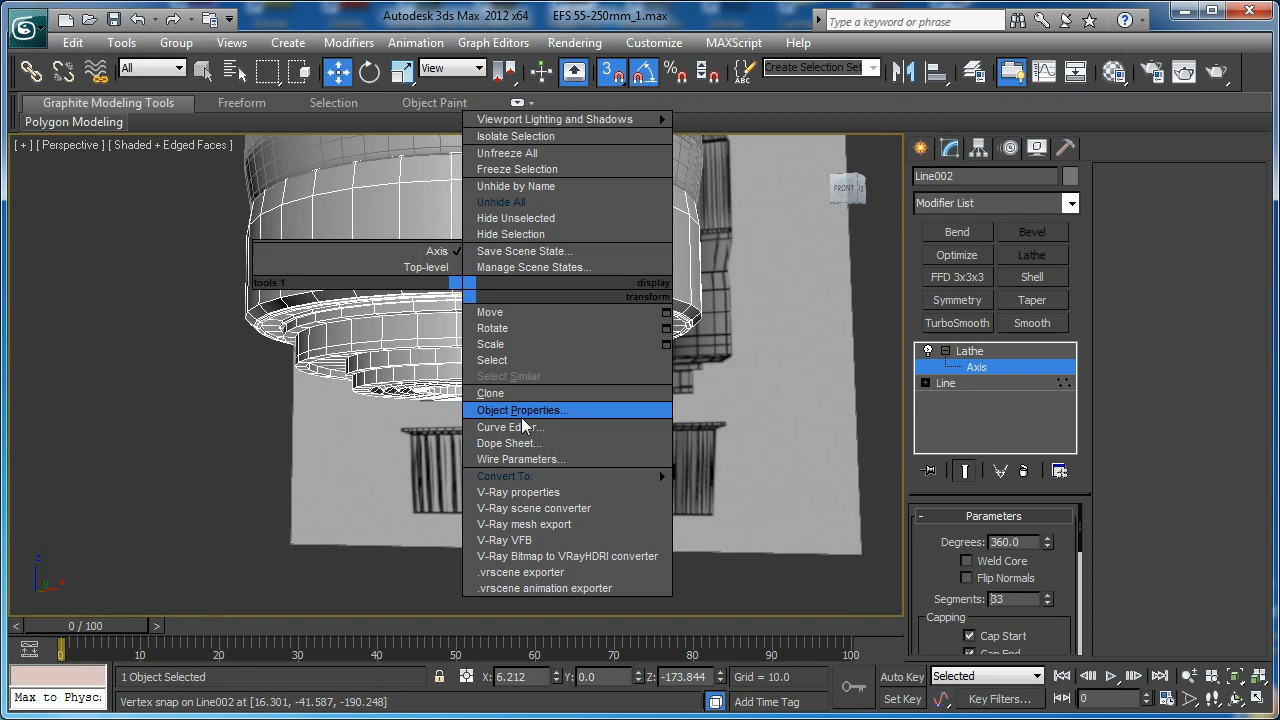 Autodesk 3ds Max 2012 x64 EFS 55-250mm_1.max
Type a keyword or phrase
Edit Tools Group Views Create Modifiers Animation Graph Editors Rendering Customize MAXScript Help
All
View
3
Create Selection Set
Graphite Modeling Tools Freeform Selection Object Paint
Polygon Modeling
[ + ] [ Perspective ] [ Shaded + Edged Faces ]
FRONT
Viewport Lighting and Shadows
Isolate Selection
Unfreeze All
Freeze Selection
Unhide by Name
Unhide All
Hide Unselected
Hide Selection
Axis
Save Scene State...
Top-level
Manage Scene States...
tools 1
display
transform
Move
Rotate
Scale
Select
Select Similar
Clone
Object Properties...
Dope Sheet...
Wire Parameters...
Convert To:
V-Ray properties
V-Ray scene converter
V-Ray mesh export
V-Ray VFB
V-Ray Bitmap to VRayHDRI converter
.vrscene exporter
.vrscene animation exporter
z
y
x
Line002
Modifier List
Bend Bevel
Optimize Lathe
FFD 3x3x3 Shell
Symmetry Taper
TurboSmooth Smooth
Lathe
Axis
Line
- Parameters
Degrees: 360.0
Weld Core
Flip Normals
Segments: 33
Capping
Cap Start
Cap End
< 0 / 100 >
0 10 20 30 40 50 60 70 80 90 100
1 Object Selected X: 6.212 Y: 0.0 Z: -173.844 Grid = 10.0 Auto Key Selected
Max to Physc
Vertex snap on Line002 at [16.301, -41.587, -190.248] Add Time Tag Set Key Key Filters... 0